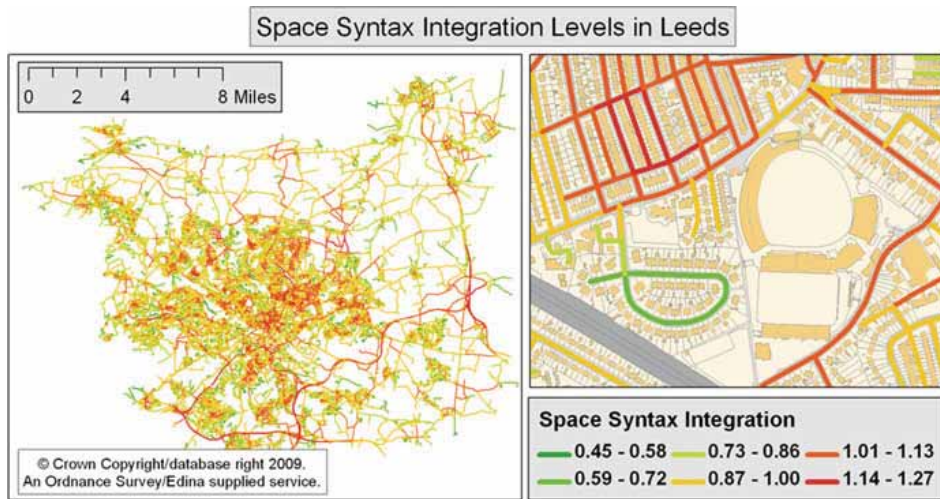 Space Syntax Integration Levels in Leeds
0 2 4 8 Miles
© Crown Copyright/database right 2009.
An Ordnance Survey/Edina supplied service.
Space Syntax Integration
0.45 - 0.58 0.73 - 0.86 1.01 - 1.13
0.59 - 0.72 0.87 - 1.00 1.14 - 1.27